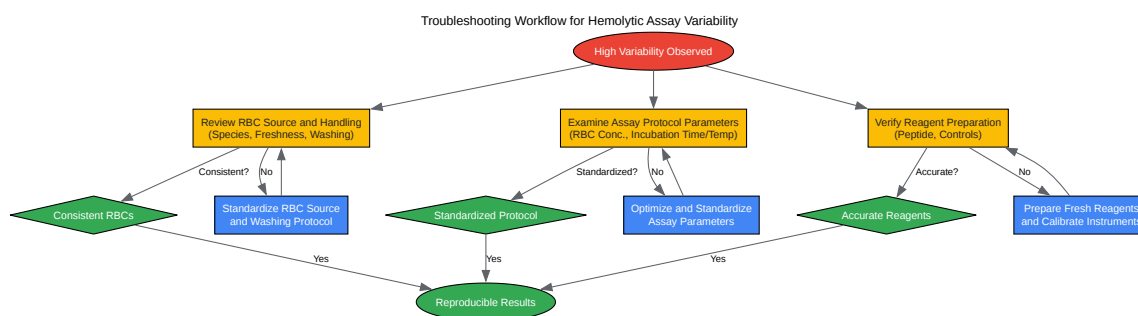 Troubleshooting Workflow for Hemolytic Assay Variability
High Variability Observed
Review RBC Source and Handling
(Species, Freshness, Washing)
Examine Assay Protocol Parameters
(RBC Conc., Incubation Time/Temp)
Verify Reagent Preparation
(Peptide, Controls)
Consistent?
No
Standardized?
No
Accurate?
No
Consistent RBCs
Standardize RBC Source
and Washing Protocol
Standardized Protocol
Optimize and Standardize
Assay Parameters
Accurate Reagents
Prepare Fresh Reagents
and Calibrate Instruments
Yes
Yes
Yes
Reproducible Results